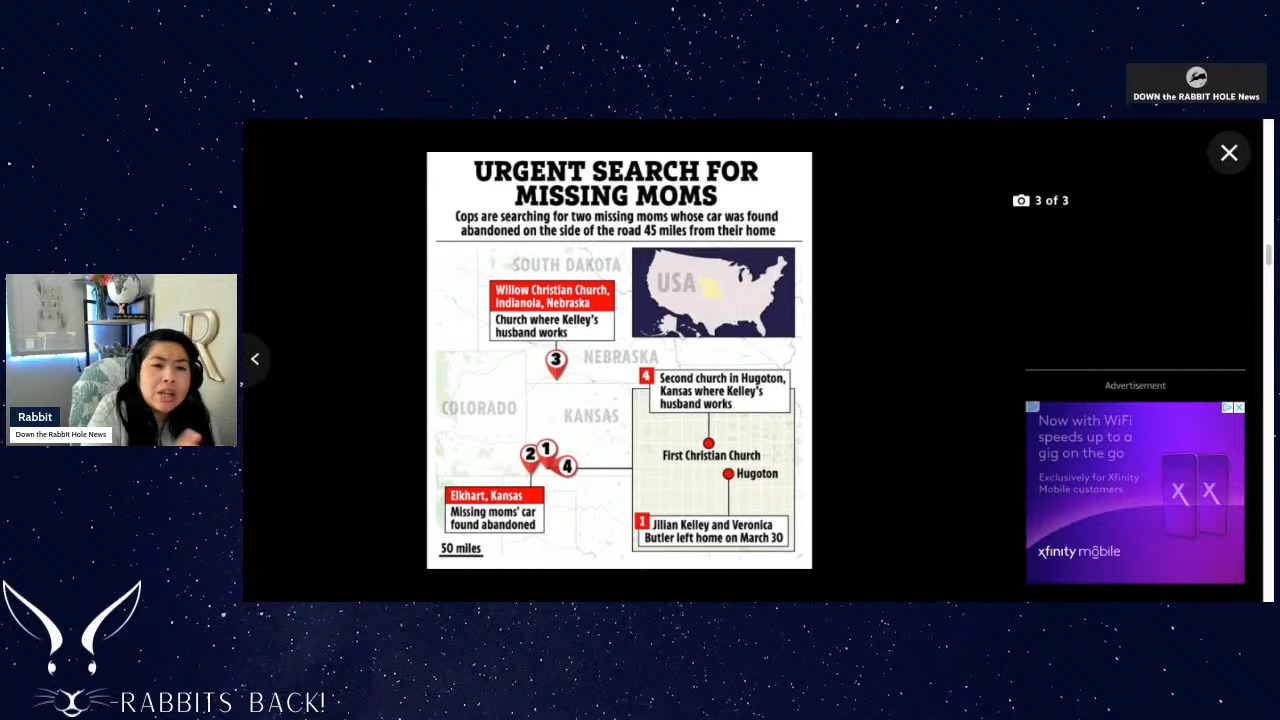 DOWN the RABBIT HOLE News
URGENT SEARCH FOR
MISSING MOMS
Cops are searching for two missing moms whose car was found
abandoned on the side of the road 45 miles from their home
3 of 3
SOUTH DAKOTA
USA
Willow Christian Church,
Indianola, Nebraska
Church where Kelley's
husband works
3
NEBRASKA
4
Second church in Hugoton,
Kansas where Kelley's
husband works
COLORADO
KANSAS
2
1
4
First Christian Church
Hugoton
Elkhart, Kansas
Missing moms' car
found abandoned
1
Jilian Kelley and Veronica
Butler left home on March 30
50 miles
Advertisement
Now with WiFi
speeds up to a
gig on the go
Exclusively for Xfinity
Mobile customers
X X
xfinity mobile
R
Rabbit
Down the Rabbit Hole News
-RABBITS BACK!